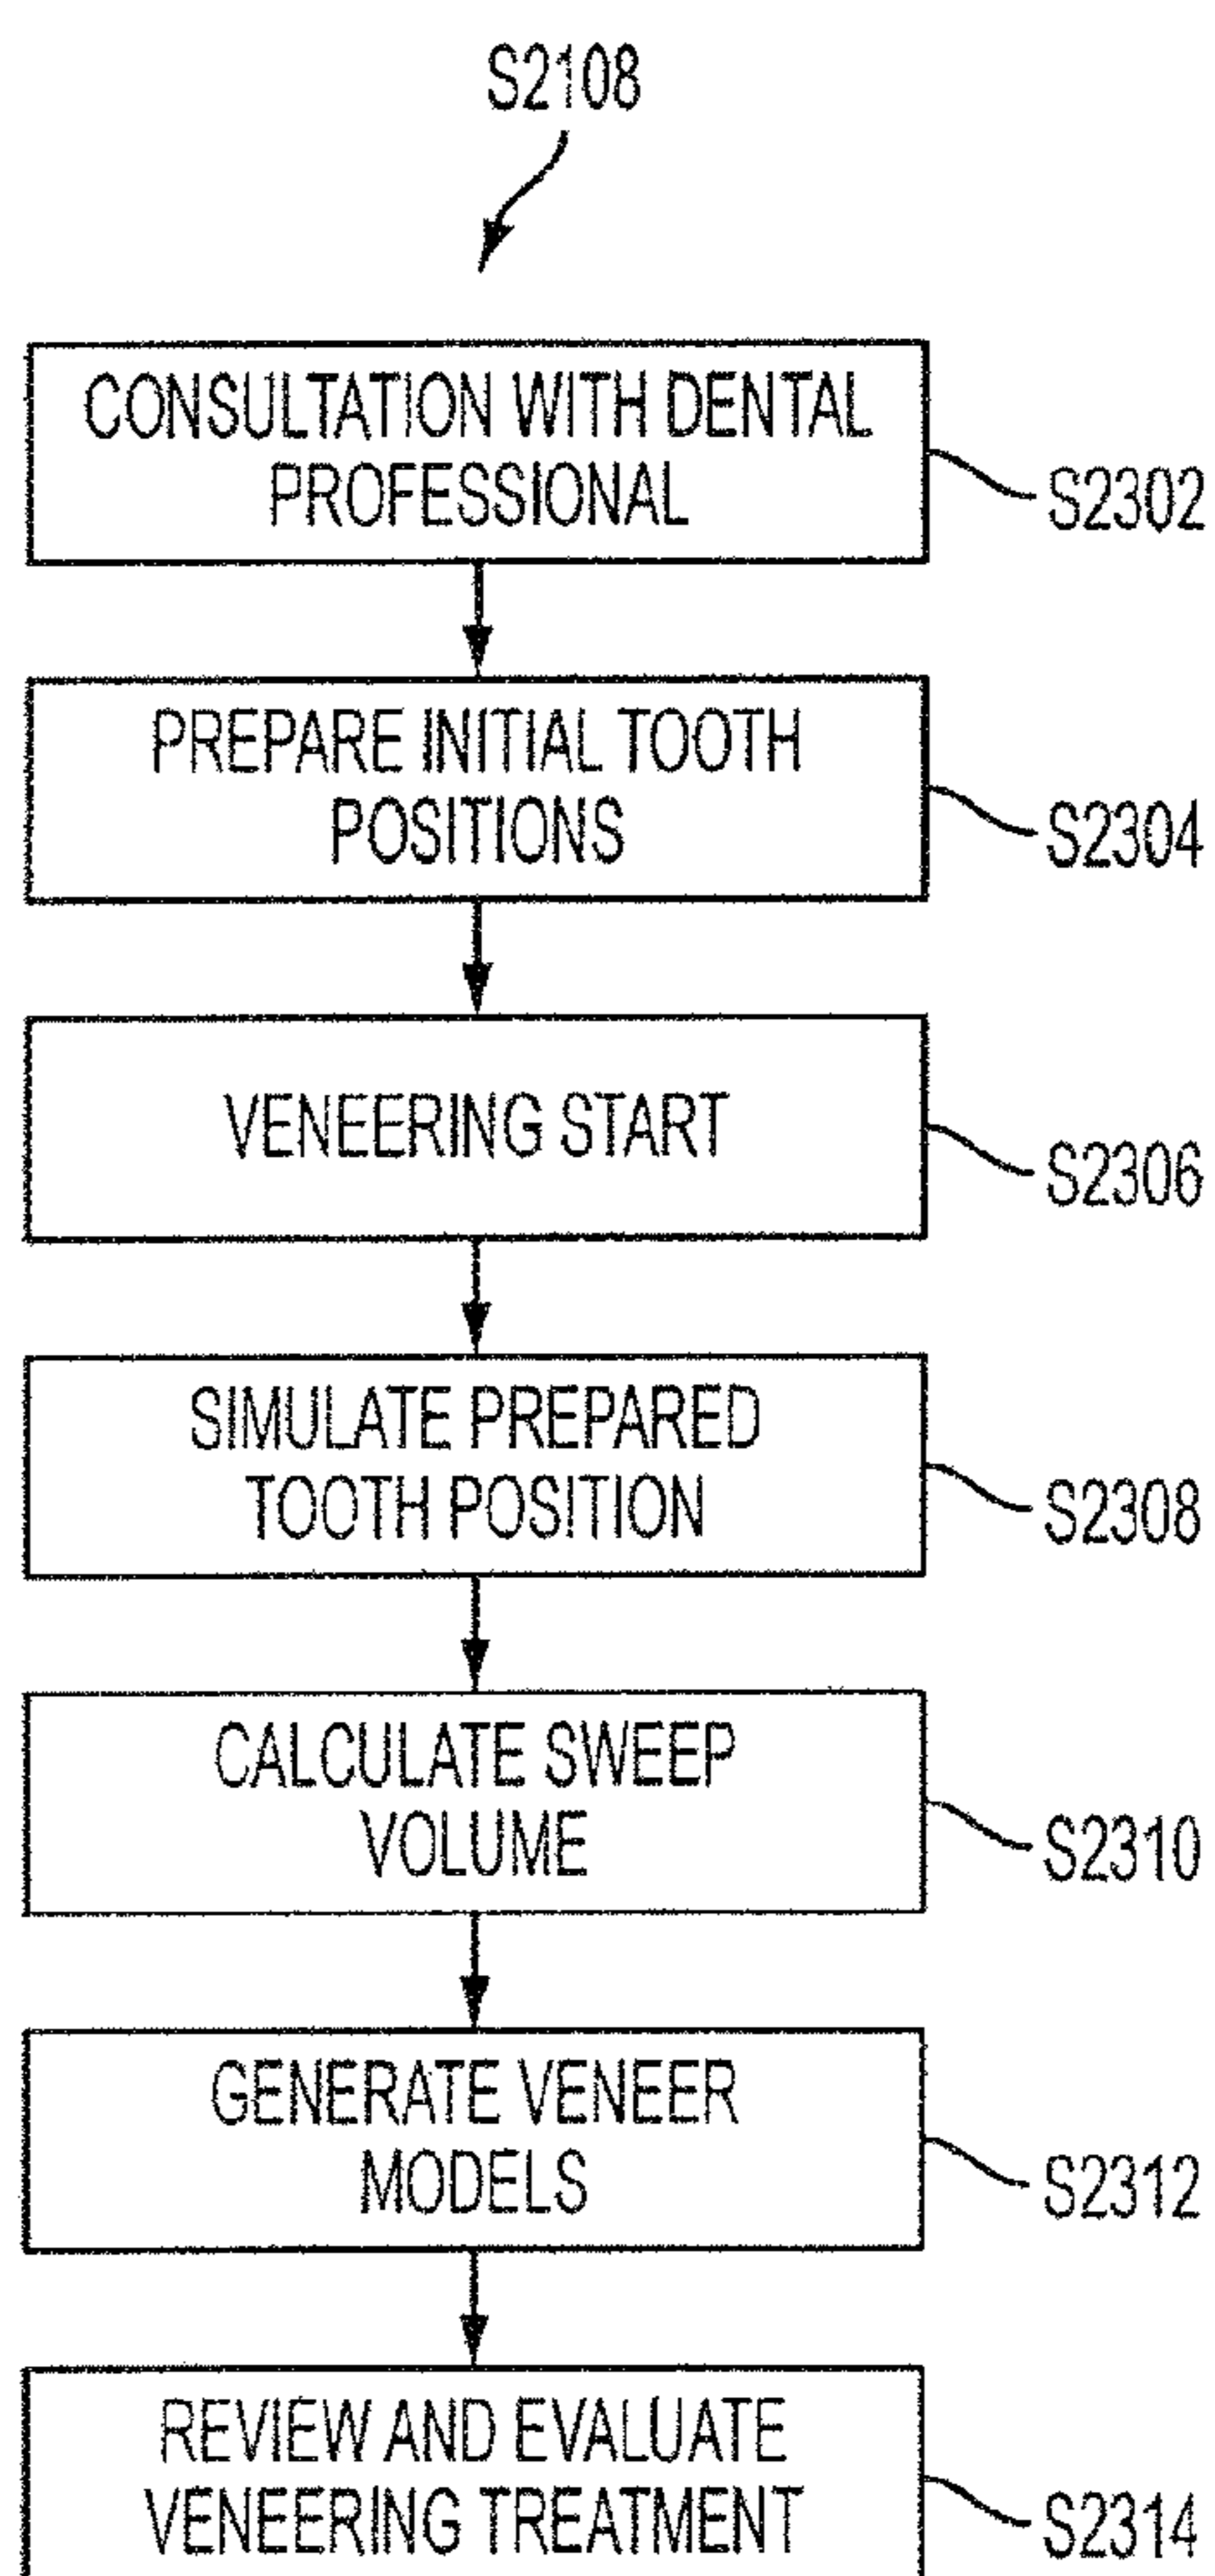 S2108
CONSULTATION WITH DENTAL
PROFESSIONAL
S2302
PREPARE INITIAL TOOTH
POSITIONS
S2304
VENEERING START
S2306
SIMULATE PREPARED
TOOTH POSITION
S2308
CALCULATE SWEEP
VOLUME
S2310
GENERATE VENEER
MODELS
S2312
REVIEW AND EVALUATE
VENEERING TREATMENT
S2314